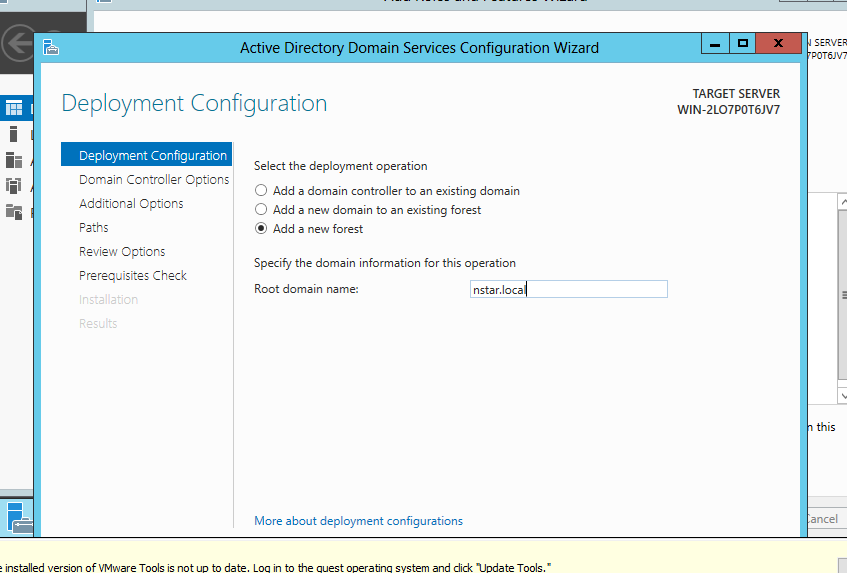 Active Directory Domain Services Configuration Wizard
SERVER
Deployment Configuration
TARGET SERVER
WIN-2LO7P0T6JV7
Deployment Configuration
Domain Controller Options
Additional Options
Paths
Review Options
Prerequisites Check
Installation
Results
Select the deployment operation
Add a domain controller to an existing domain
Add a new domain to an existing forest
Add a new forest
Specify the domain information for this operation
Root domain name:
nstar.local
this
More about deployment configurations
Cancel
installed version of VMware Tools is not up to date. Log in to the guest operating system and click "Update Tools."